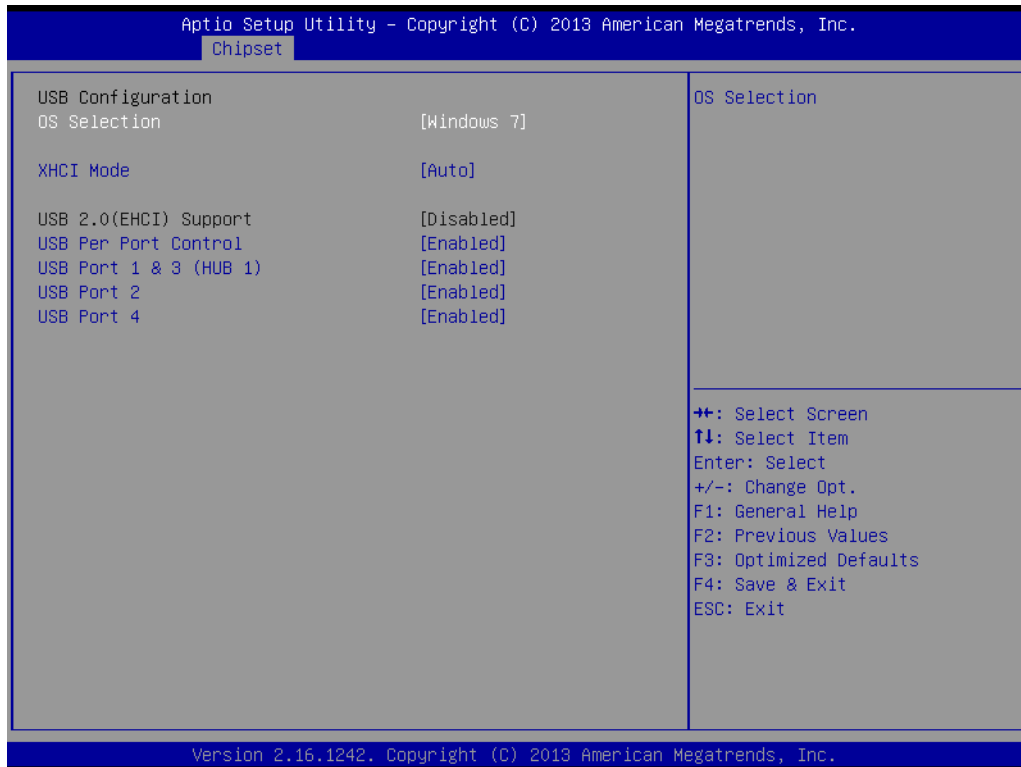 Aptio Setup Utility – Copyright (C) 2013 American Megatrends, Inc.
Chipset
USB Configuration
OS Selection [Windows 7]
XHCI Mode [Auto]
USB 2.0(EHCI) Support [Disabled]
USB Per Port Control [Enabled]
USB Port 1 & 3 (HUB 1) [Enabled]
USB Port 2 [Enabled]
USB Port 4 [Enabled]
OS Selection
→←: Select Screen
↑↓: Select Item
Enter: Select
+/-: Change Opt.
F1: General Help
F2: Previous Values
F3: Optimized Defaults
F4: Save & Exit
ESC: Exit
Version 2.16.1242. Copyright (C) 2013 American Megatrends, Inc.